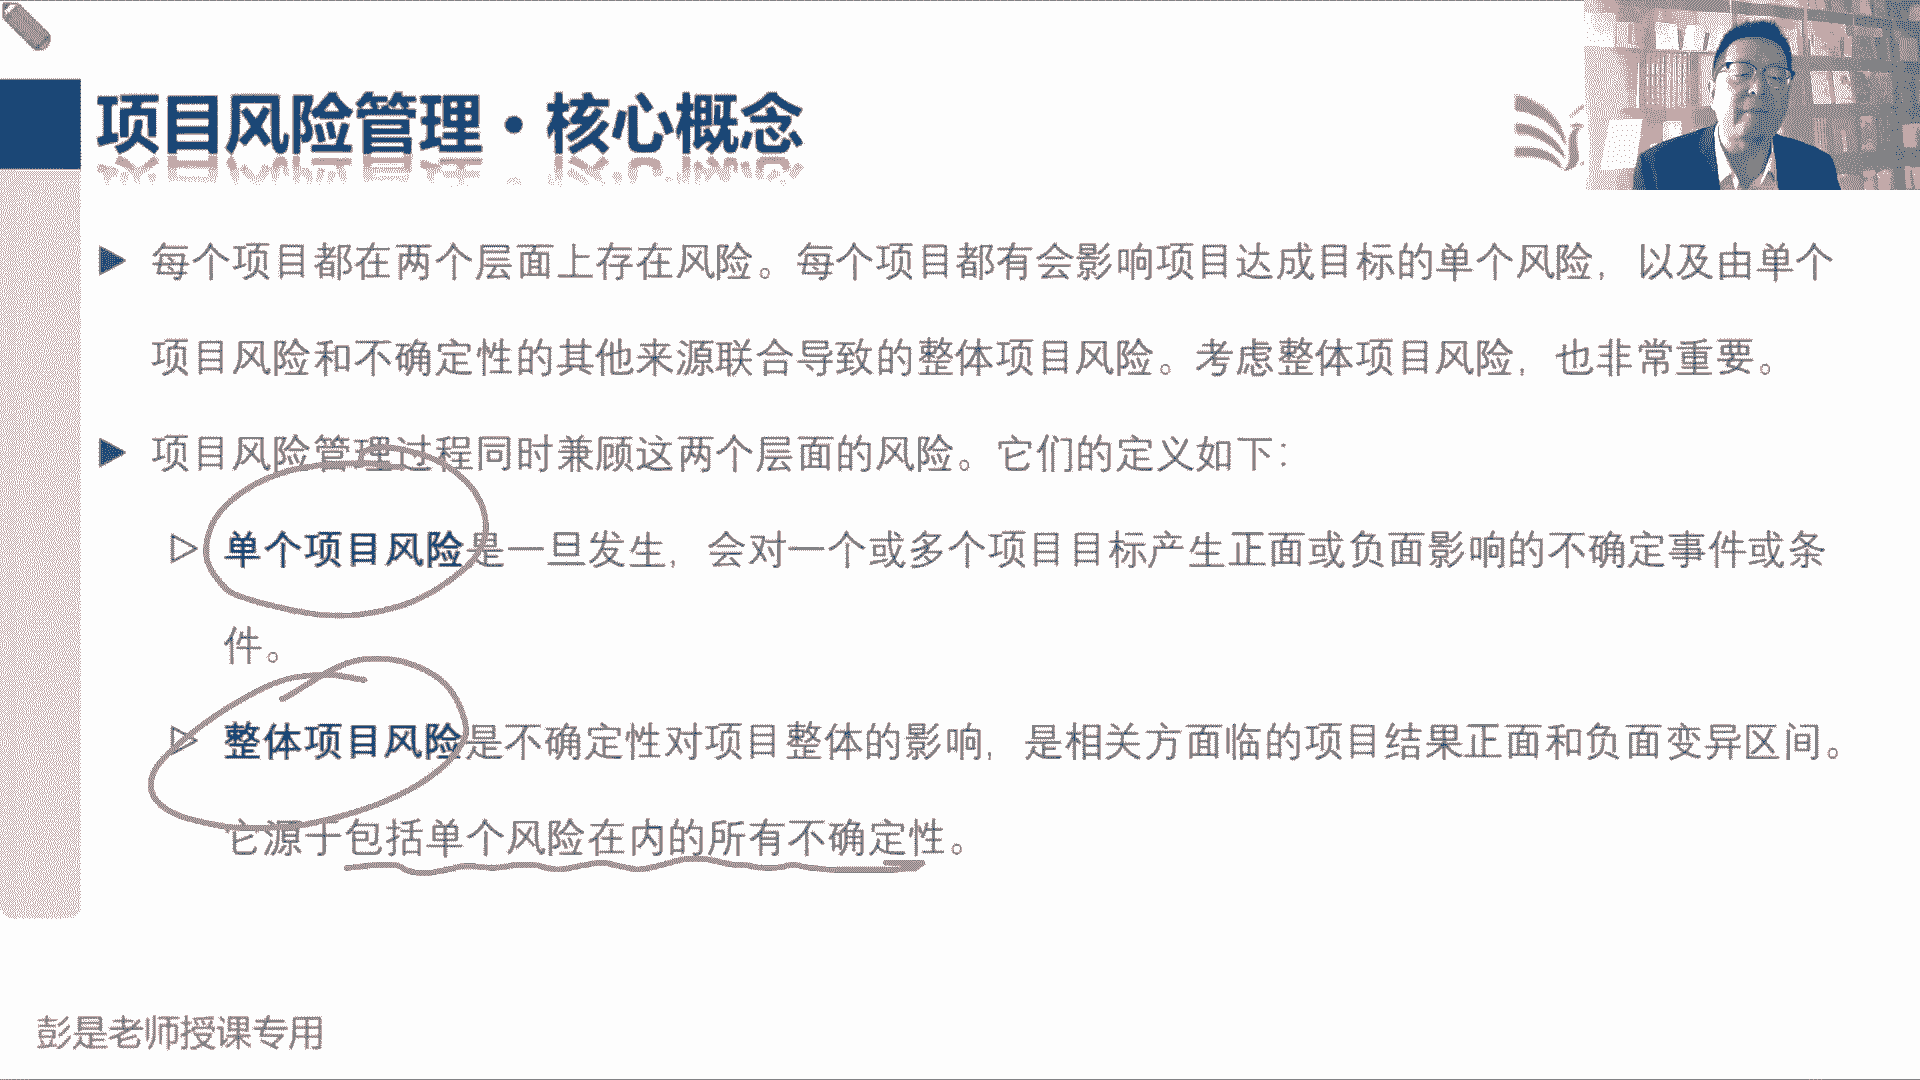 项目风险管理·核心概念
每个项目都在两个层面上存在风险。每个项目都有会影响项目达成目标的单个风险，以及由单个
项目风险和不确定性的其他来源联合导致的整体项目风险。考虑整体项目风险，也非常重要。
项目风险管理过程同时兼顾这两个层面的风险。它们的定义如下：
单个项目风险是一旦发生，会对一个或多个项目目标产生正面或负面影响的不确定事件或条
件。
整体项目风险是不确定性对项目整体的影响，是相关方面临的项目结果正面和负面变异区间。
它源于包括单个风险在内的所有不确定性。
彭是老师授课专用